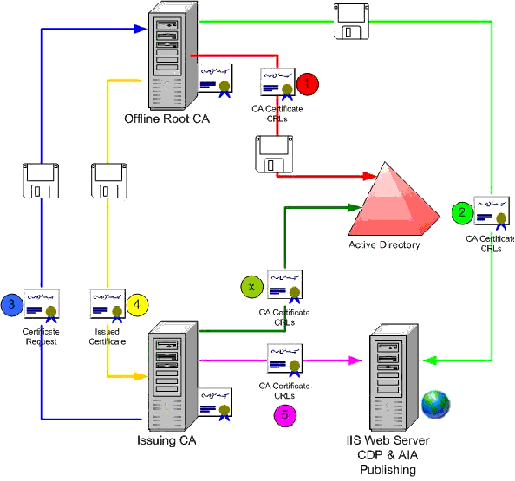 Offline Root CA
CA Certificate
CRLs
1
Active Directory
2
CA Certificate
CRLs
3
Certificate
Request
4
Issued
Certificate
x
CA Certificate
CRLs
CA Certificate
CRLs
5
Issuing CA
IIS Web Server
CDP & AIA
Publishing